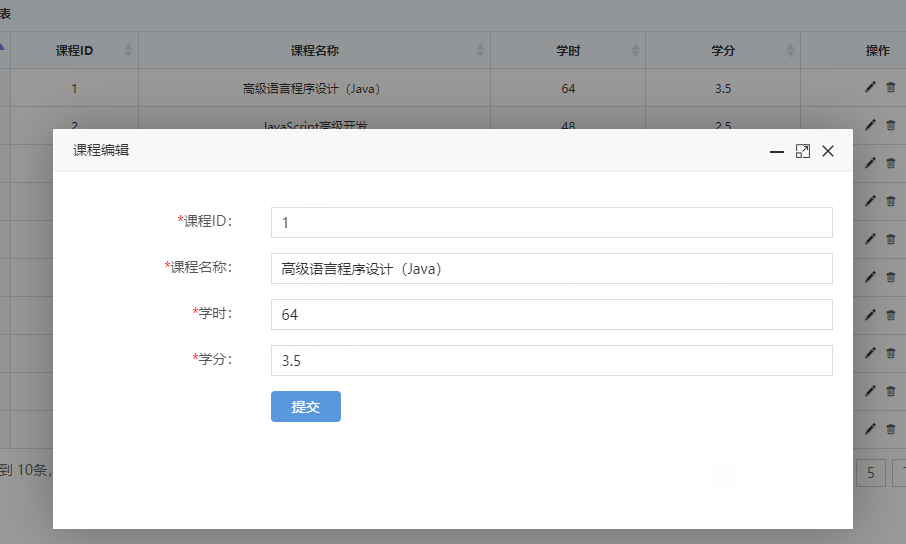 表
课程ID 课程名称 学时 学分 操作
1 高级语言程序设计（Java） 64 3.5
2 JavaScript高级开发 48 2.5
课程编辑
*课程ID： 1
*课程名称： 高级语言程序设计（Java）
*学时： 64
*学分： 3.5
提交
到 10条， 5